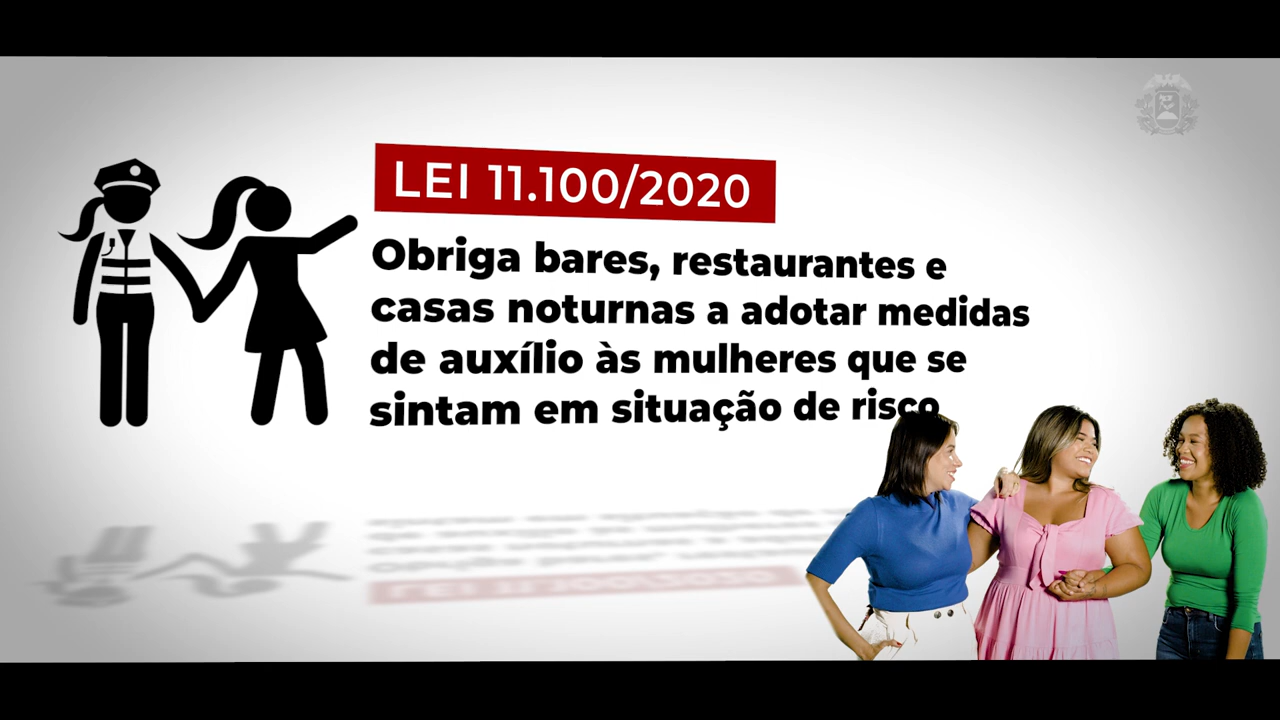 LEI 11.100/2020
Obriga bares, restaurantes e
casas noturnas a adotar medidas
de auxílio às mulheres que se
sintam em situação de risco